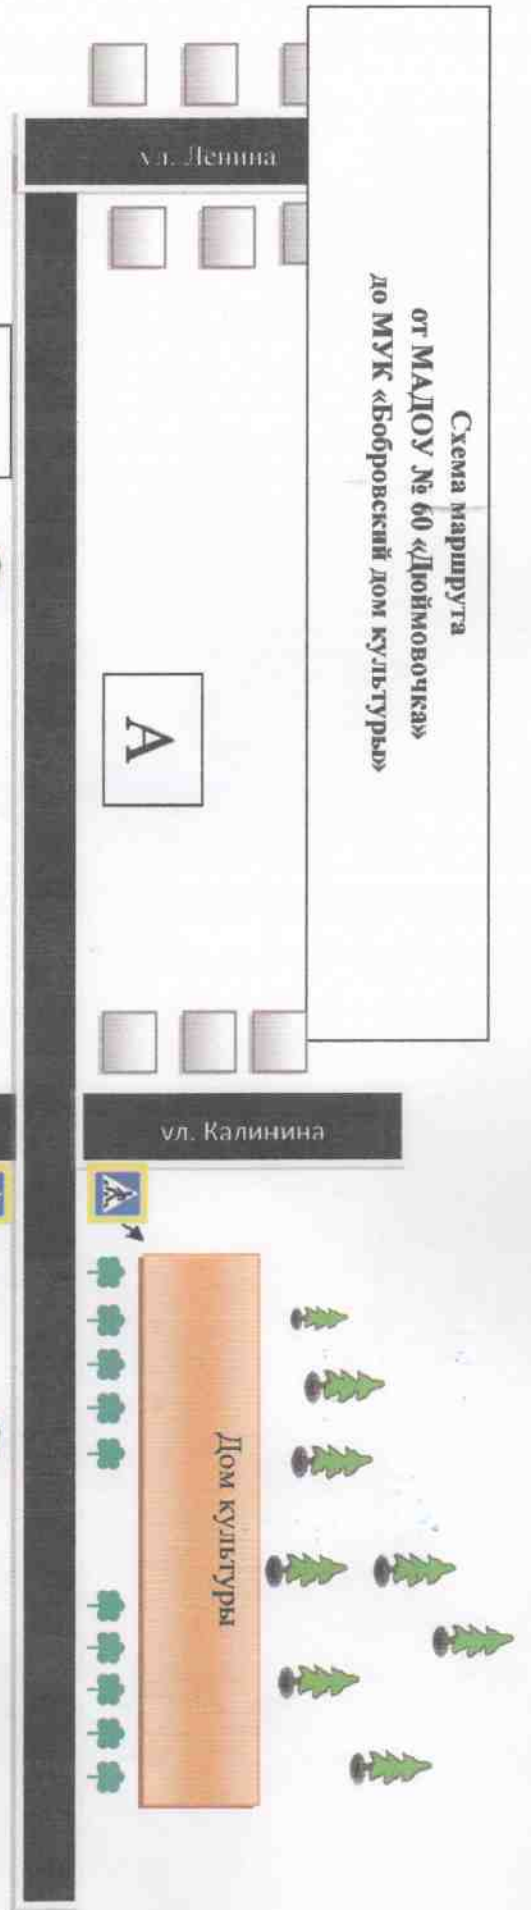 Схема маршрута
от МАДОУ № 60 «Дюймовочка»
до МУК «Бобровский дом культуры»
ул. Ленина
А
ул. Калинина
Дом культуры